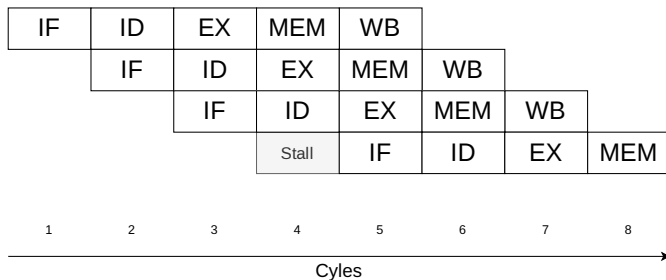 IF ID EX MEM WB
IF ID EX MEM WB
IF ID EX MEM WB
Stall IF ID EX MEM
1 2 3 4 5 6 7 8
Cyles